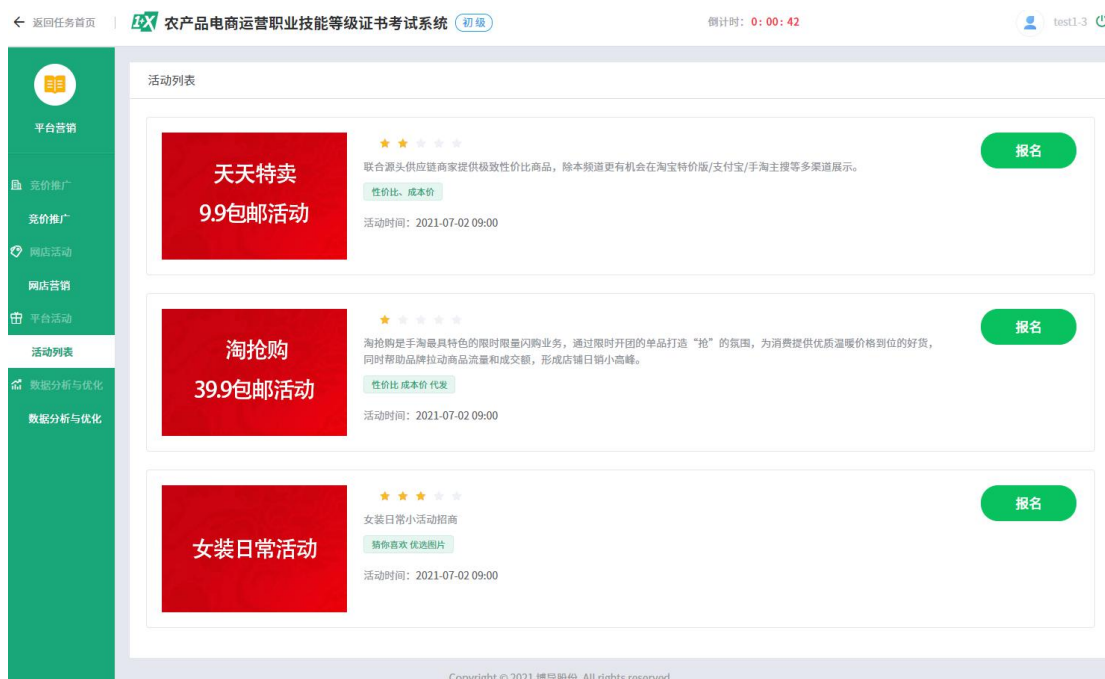 返回任务首页
1+X 农产品电商运营职业技能等级证书考试系统 初级
倒计时: 0: 00: 42
test1-3
平台营销
竞价推广
竞价推广
网店活动
网店营销
平台活动
活动列表
数据分析与优化
数据分析与优化
活动列表
天天特卖
9.9包邮活动
联合源头供应链商家提供极致性价比商品，除本频道更有机会在淘宝特价版/支付宝/手淘主搜等多渠道展示。
性价比、成本价
活动时间：2021-07-02 09:00
报名
淘抢购
39.9包邮活动
淘抢购是手淘最具特色的限时限量闪购业务，通过限时开团的单品打造“抢”的氛围，为消费提供优质温暖价格到位的好货，
同时帮助品牌拉动商品流量和成交额，形成店铺日销小高峰。
性价比 成本价 代发
活动时间：2021-07-02 09:00
报名
女装日常活动
女装日常小活动招商
猜你喜欢 优选图片
活动时间：2021-07-02 09:00
报名
Copyright © 2021 博导股份. All rights reserved